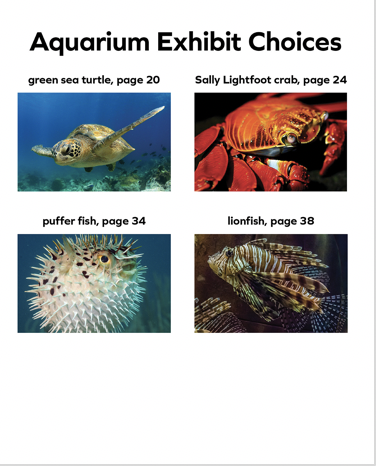 Aquarium Exhibit Choices
green sea turtle, page 20
Sally Lightfoot crab, page 24
puffer fish, page 34
lionfish, page 38